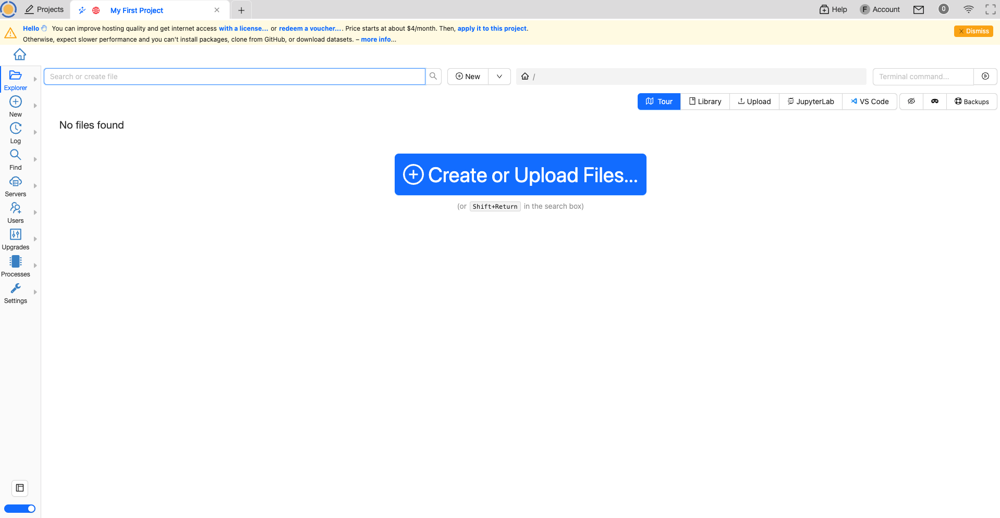 Projects
My First Project
Help
F Account
0
Hello You can improve hosting quality and get internet access with a license... or redeem a voucher.... Price starts at about $4/month. Then, apply it to this project.
Otherwise, expect slower performance and you can't install packages, clone from GitHub, or download datasets. – more info...
Dismiss
Explorer
New
Log
Find
Servers
Users
Upgrades
Processes
Settings
Search or create file
New
/
Terminal command...
Tour
Library
Upload
JupyterLab
VS Code
Backups
No files found
Create or Upload Files...
(or Shift+Return in the search box)